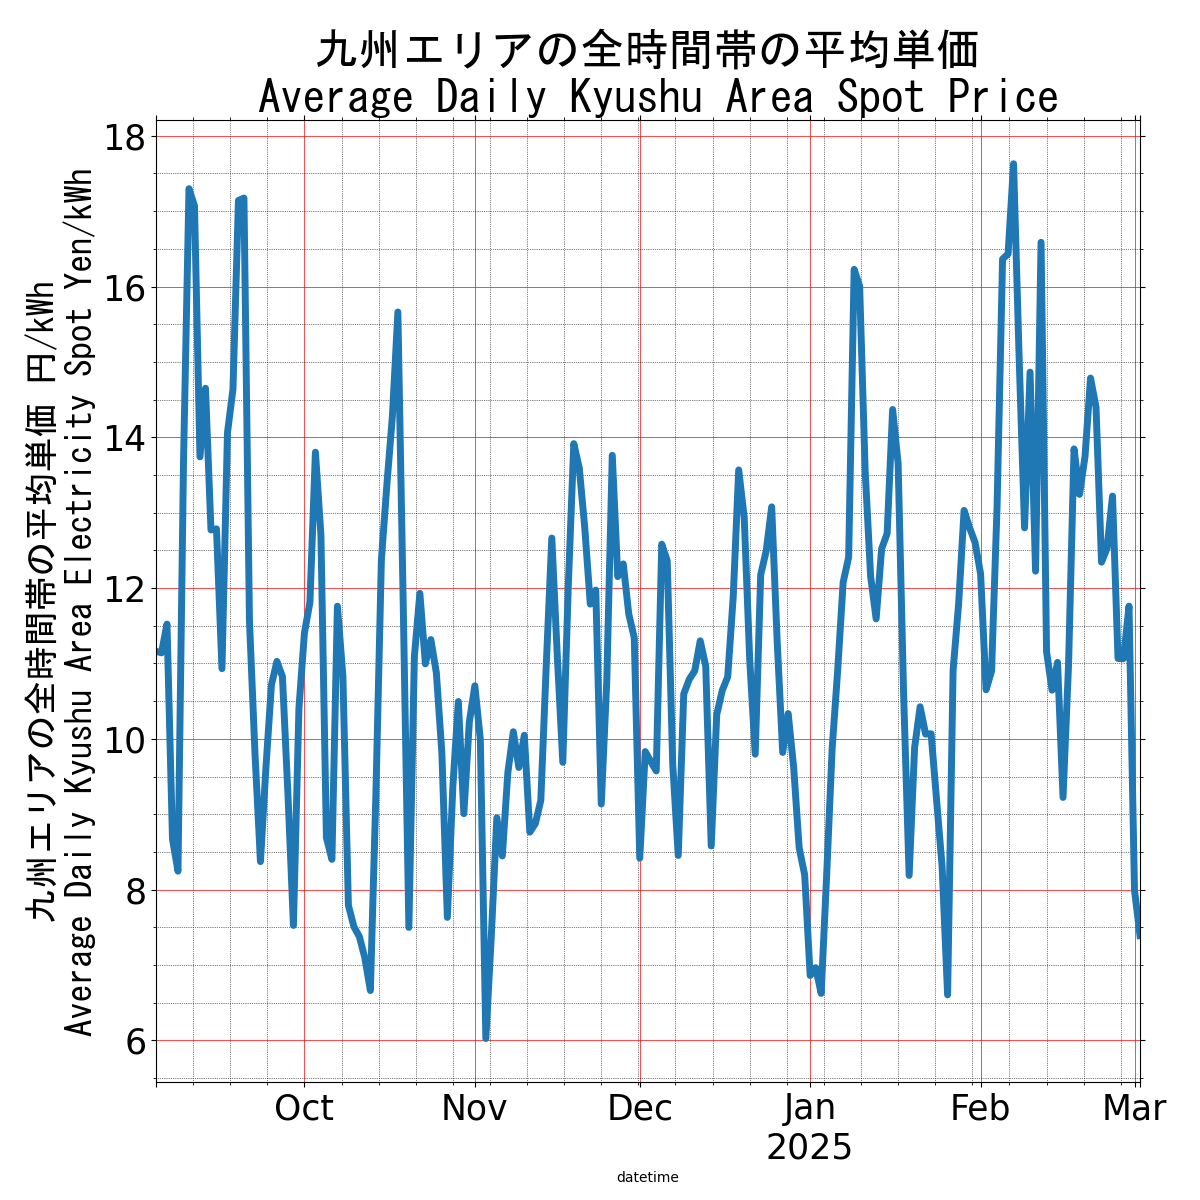 九州エリアの全時間帯の平均単価
Average Daily Kyushu Area Spot Price
九州エリアの全時間帯の平均単価 円/kWh
Average Daily Kyushu Area Electricity Spot Yen/kWh
18
16
14
12
10
8
6
Oct
Nov
Dec
Jan
2025
Feb
Mar
datetime